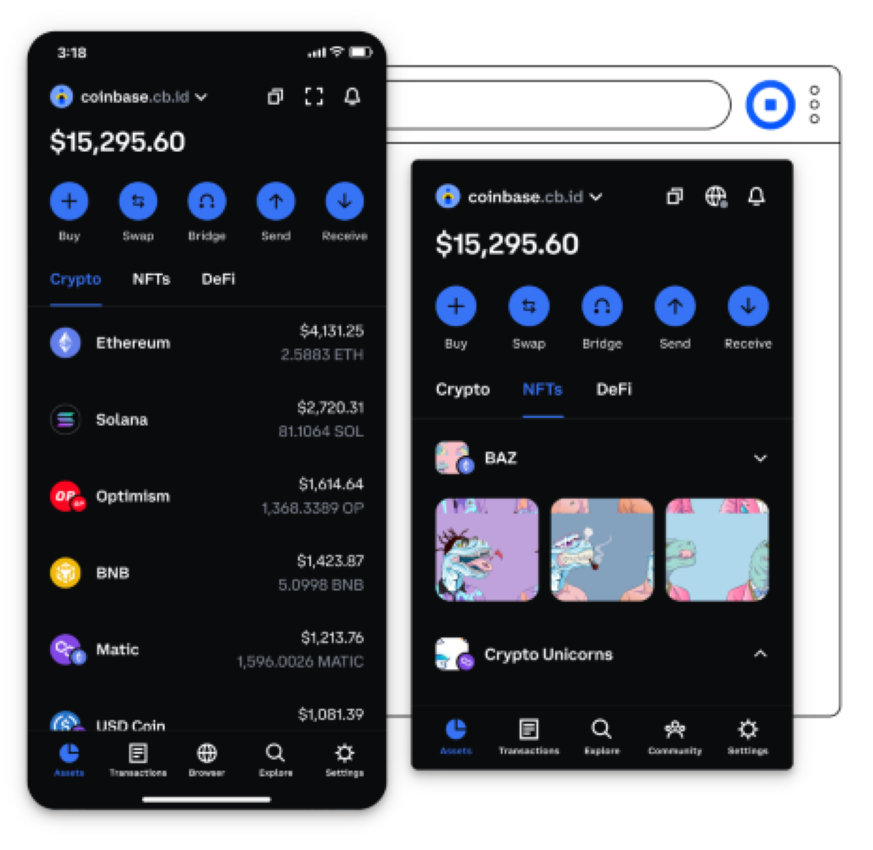 3:18
coinbase.cb.id
$15,295.60
Buy Swap Bridge Send Receive
Crypto NFTs DeFi
Ethereum $4,131.25
2.5883 ETH
Solana $2,720.31
81.1064 SOL
OP
Optimism $1,614.64
1,368.3389 OP
BNB $1,423.87
5.0998 BNB
Matic $1,213.76
1,596.0026 MATIC
USD Coin $1,081.39
Assets Transactions Browser Explore Settings
coinbase.cb.id
$15,295.60
Buy Swap Bridge Send Receive
Crypto NFTs DeFi
BAZ
Crypto Unicorns
Assets Transactions Explore Community Settings